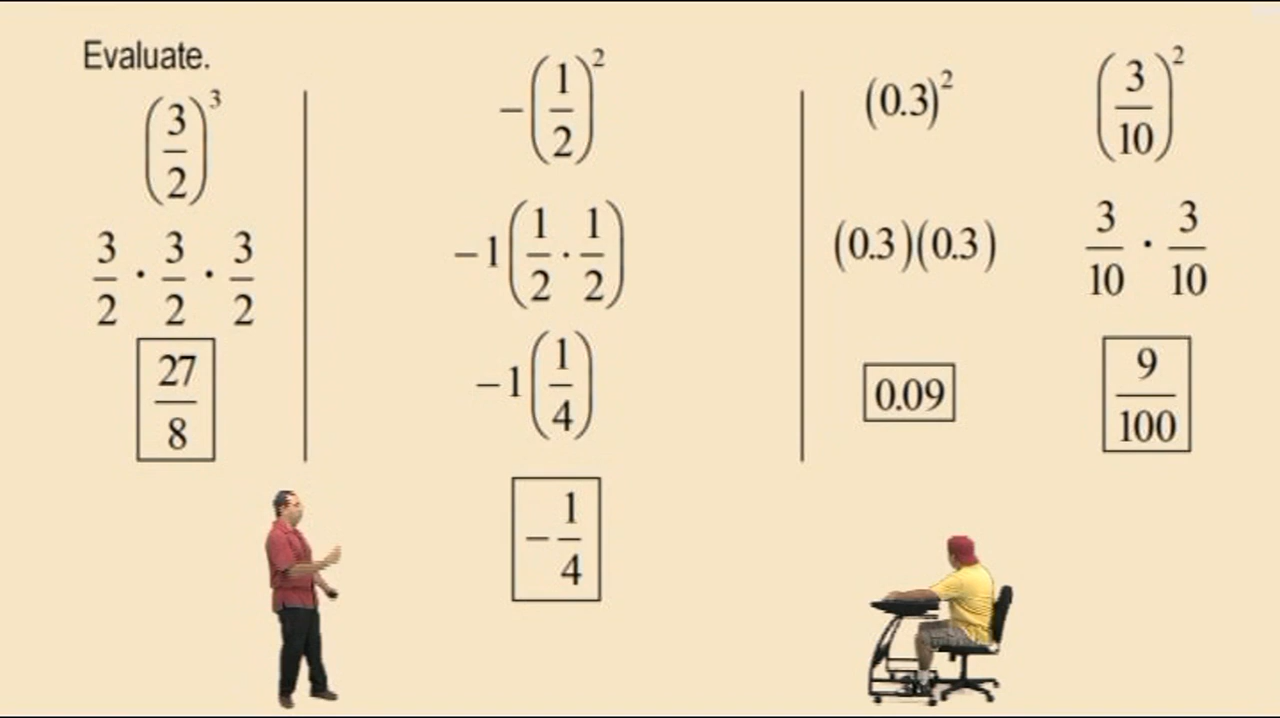 Evaluate.
(3/2)^3
3/2 · 3/2 · 3/2
27/8
-(1/2)^2
-1(1/2 · 1/2)
-1(1/4)
-1/4
(0.3)^2
(0.3)(0.3)
0.09
(3/10)^2
3/10 · 3/10
9/100